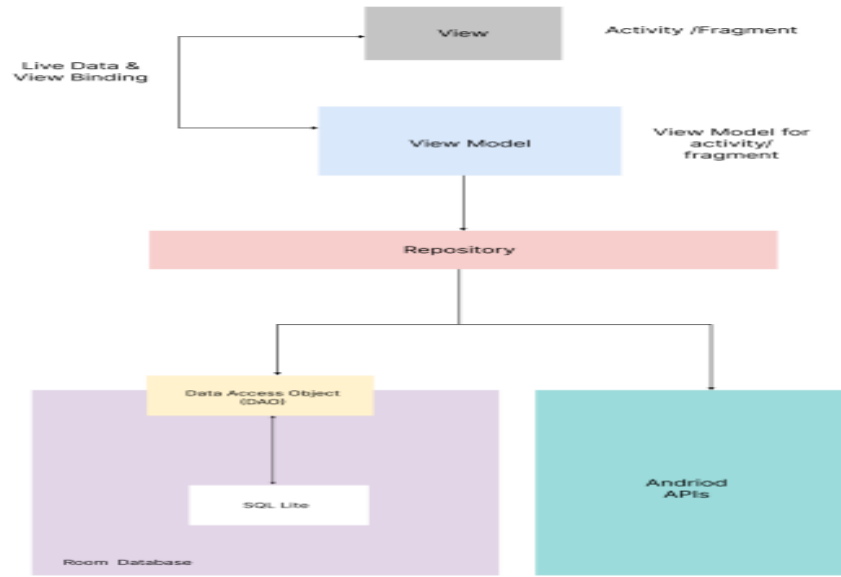 View
Activity /Fragment
Live Data &
View Binding
View Model
View Model for
activity/
fragment
Repository
Data Access Object
(DAO)
SQL Lite
Andriod
APIs
Room Database